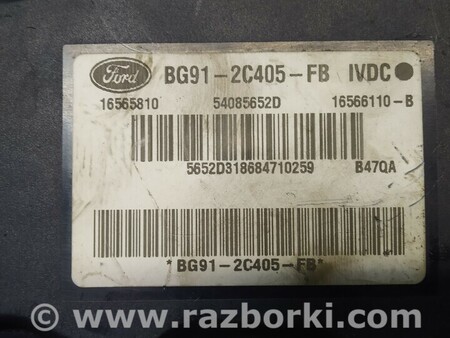 Ford BG91-2C405-FB IVDC
16565810 54085652D 16566110-B
5652D318684710259 B47QA
*BG91-2C405-FB*
www.razborki.com